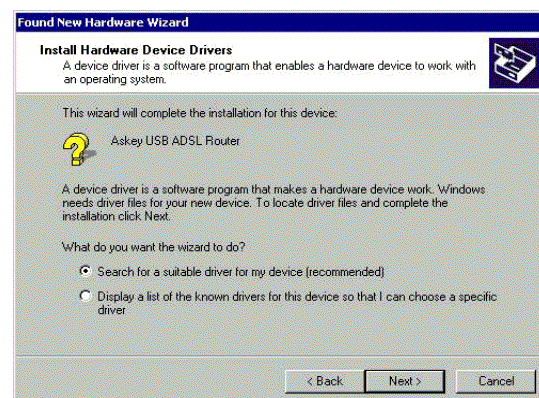 Found New Hardware Wizard
Install Hardware Device Drivers
A device driver is a software program that enables a hardware device to work with
an operating system.
This wizard will complete the installation for this device:
Askey USB ADSL Router
A device driver is a software program that makes a hardware device work. Windows
needs driver files for your new device. To locate driver files and complete the
installation click Next.
What do you want the wizard to do?
Search for a suitable driver for my device (recommended)
Display a list of the known drivers for this device so that I can choose a specific
driver
< Back
Next >
Cancel